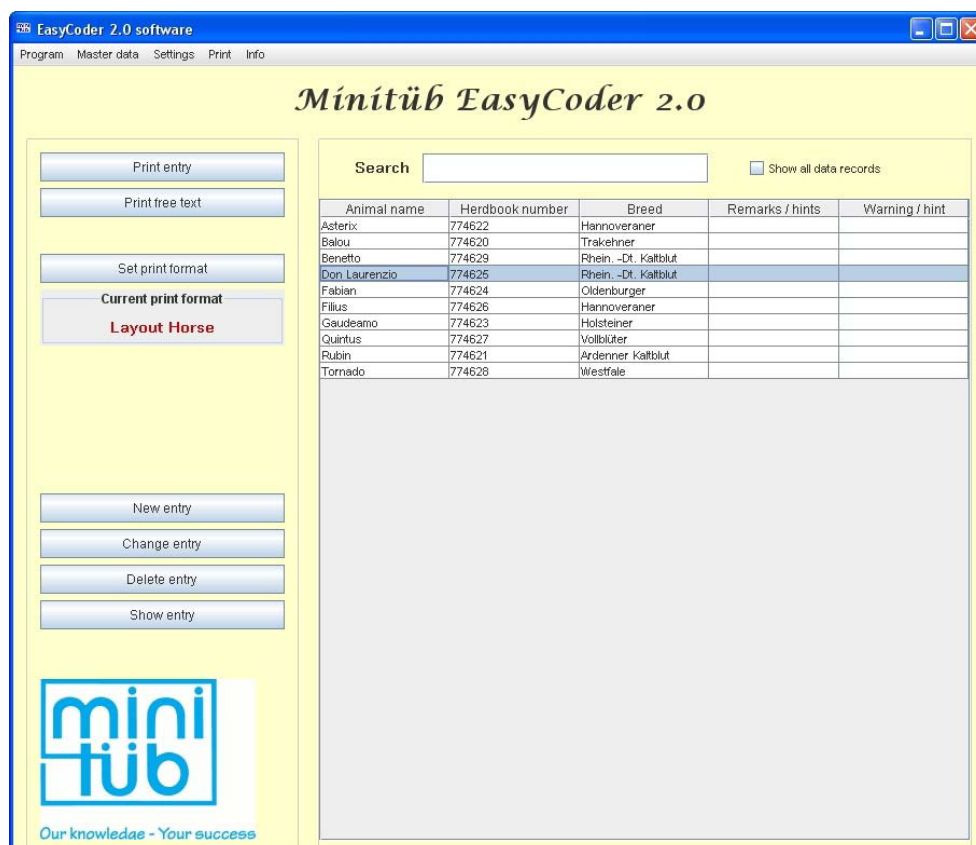 EasyCoder 2.0 software
Program Master data Settings Print Info
Minitüb EasyCoder 2.0
Print entry
Print free text
Set print format
Current print format
Layout Horse
New entry
Change entry
Delete entry
Show entry
mini
tüb
Our knowledge - Your success
Search
Show all data records
Animal name Herdbook number Breed Remarks / hints Warning / hint
Asterix 774622 Hannoveraner
Balou 774620 Trakehner
Benetto 774629 Rhein. -Dt. Kaltblut
Don Laurenzio 774625 Rhein. -Dt. Kaltblut
Fabian 774624 Oldenburger
Filius 774626 Hannoveraner
Gaudeamo 774623 Holsteiner
Quintus 774627 Vollblüter
Rubin 774621 Ardenner Kaltblut
Tornado 774628 Westfale